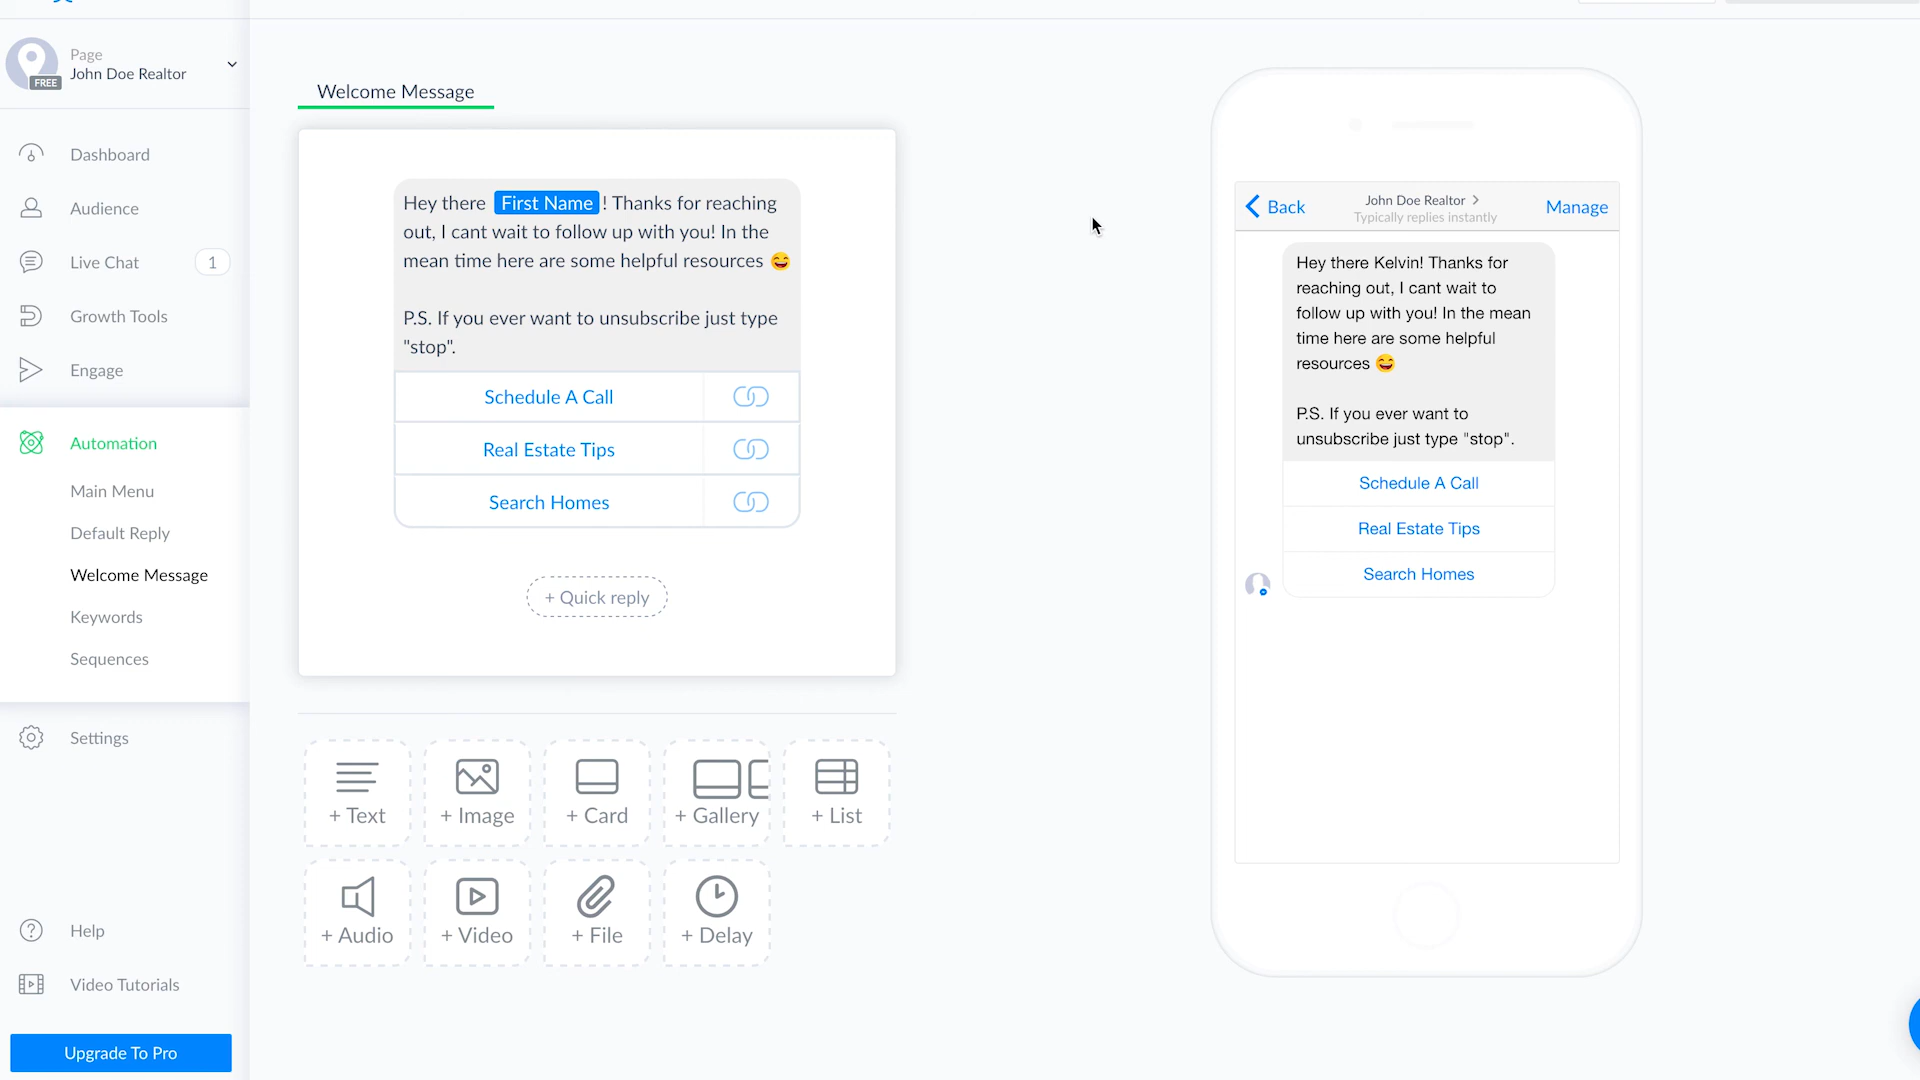 Page
John Doe Realtor
FREE
Dashboard
Audience
Live Chat
1
Growth Tools
Engage
Automation
Main Menu
Default Reply
Welcome Message
Keywords
Sequences
Settings
Help
Video Tutorials
Upgrade To Pro
Welcome Message
Hey there First Name ! Thanks for reaching
out, I cant wait to follow up with you! In the
mean time here are some helpful resources 😄
P.S. If you ever want to unsubscribe just type
"stop".
Schedule A Call
Real Estate Tips
Search Homes
+ Quick reply
+ Text
+ Image
+ Card
+ Gallery
+ List
+ Audio
+ Video
+ File
+ Delay
Back
John Doe Realtor
Typically replies instantly
Manage
Hey there Kelvin! Thanks for
reaching out, I cant wait to
follow up with you! In the mean
time here are some helpful
resources 😄
P.S. If you ever want to
unsubscribe just type "stop".
Schedule A Call
Real Estate Tips
Search Homes